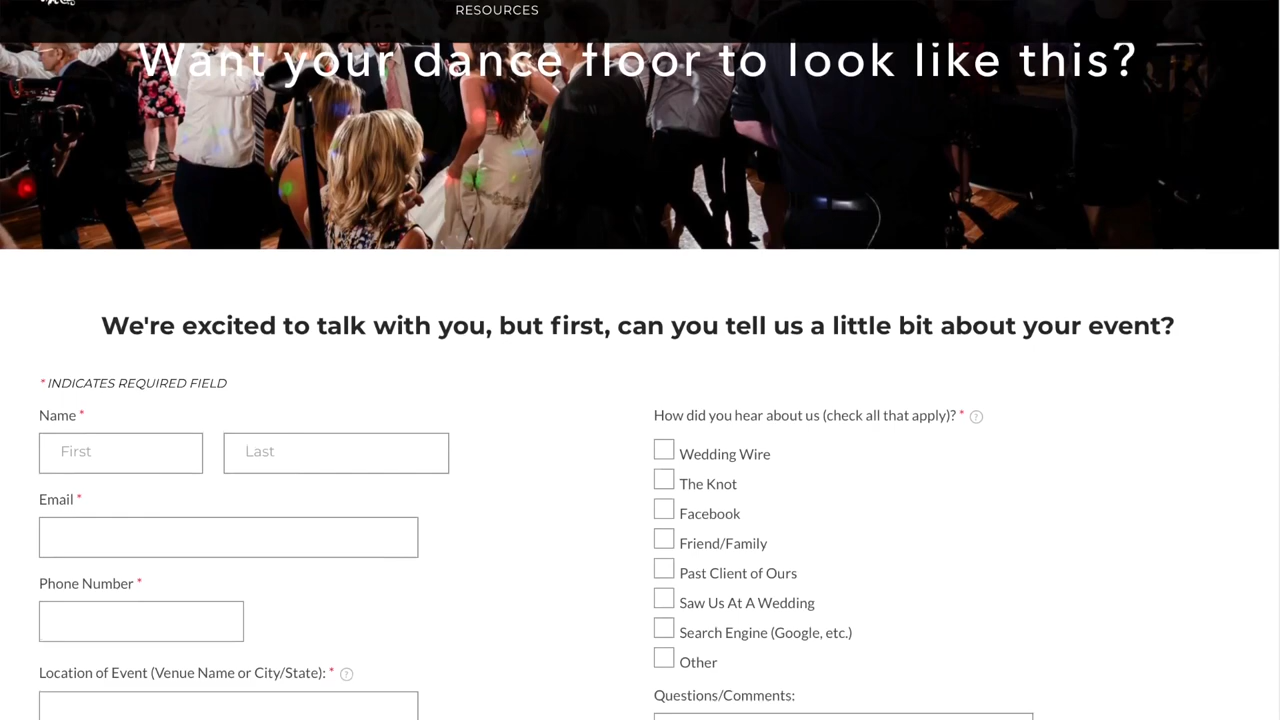 RESOURCES
Want your dance floor to look like this?
We're excited to talk with you, but first, can you tell us a little bit about your event?
* INDICATES REQUIRED FIELD
Name *
First
Last
Email *
Phone Number *
Location of Event (Venue Name or City/State): * ?
How did you hear about us (check all that apply)? * ?
Wedding Wire
The Knot
Facebook
Friend/Family
Past Client of Ours
Saw Us At A Wedding
Search Engine (Google, etc.)
Other
Questions/Comments: